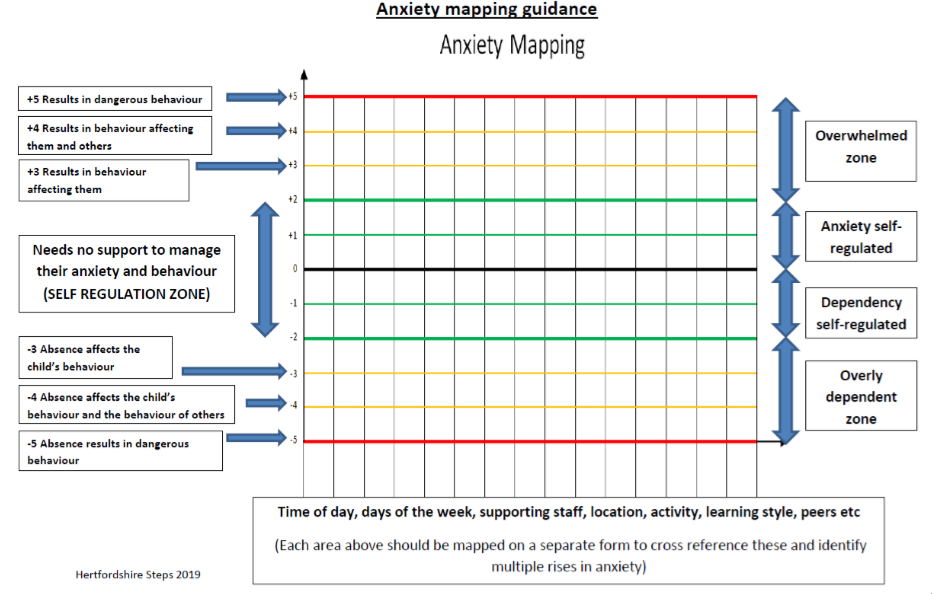 Anxiety mapping guidance
Anxiety Mapping
+5 Results in dangerous behaviour
+4 Results in behaviour affecting
them and others
+3 Results in behaviour
affecting them
Needs no support to manage
their anxiety and behaviour
(SELF REGULATION ZONE)
-3 Absence affects the
child's behaviour
-4 Absence affects the child's
behaviour and the behaviour of others
-5 Absence results in dangerous
behaviour
+5
+4
+3
+2
+1
0
-1
-2
-3
-4
-5
Overwhelmed
zone
Anxiety self-
regulated
Dependency
self-regulated
Overly
dependent
zone
Time of day, days of the week, supporting staff, location, activity, learning style, peers etc
(Each area above should be mapped on a separate form to cross reference these and identify
multiple rises in anxiety)
Hertfordshire Steps 2019